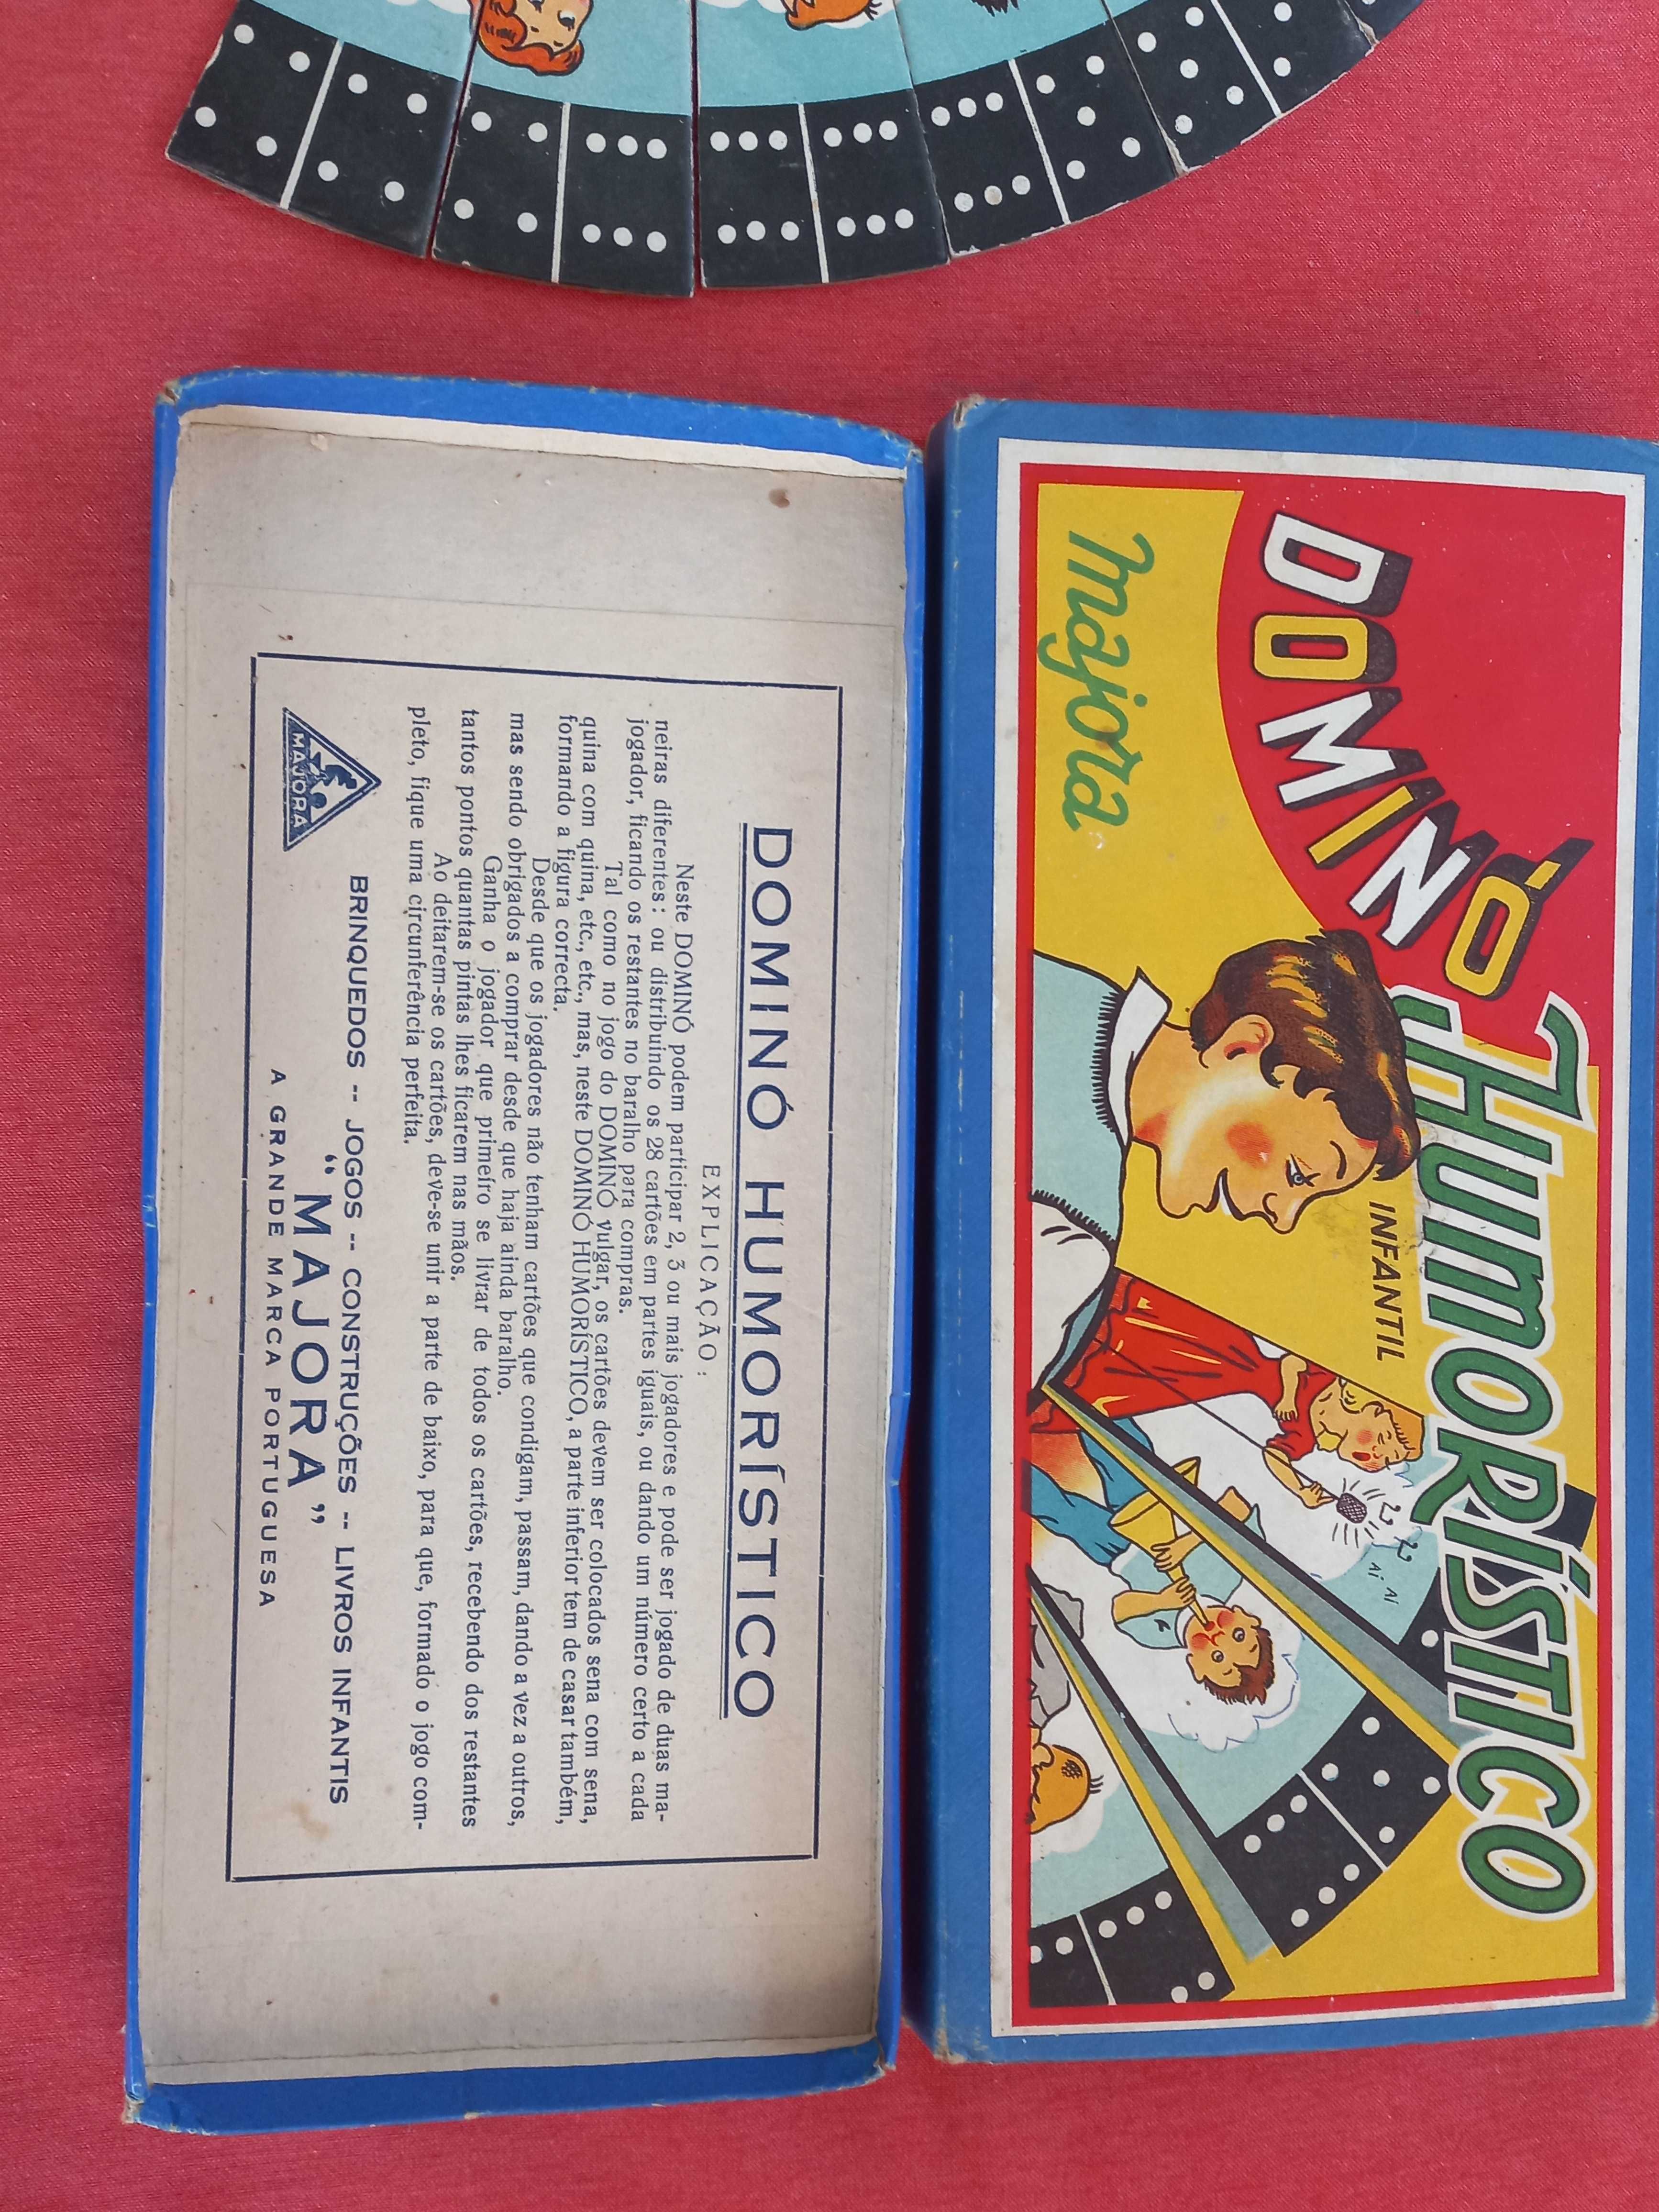 DOMINÓ HUMORÍSTICO
EXPLICAÇÃO:
Neste DOMINÓ podem participar 2, 3 ou mais jogadores e pode ser jogado de duas ma-
neiras diferentes: ou distribuindo os 28 cartões em partes iguais, ou dando um número certo a cada
jogador, ficando os restantes no baralho para compras.
Tal como no jogo do DOMINÓ vulgar, os cartões devem ser colocados sena com sena,
quina com quina, etc., etc., mas, neste DOMINÓ HUMORÍSTICO, a parte inferior tem de casar também,
formando a figura correcta.
Desde que os jogadores não tenham cartões que condigam, passam, dando a vez a outros,
mas sendo obrigados a comprar desde que haja ainda baralho.
Ganha o jogador que primeiro se livrar de todos os cartões, recebendo dos restantes
tantos pontos quantas pintas lhes ficarem nas mãos.
Ao deitarem-se os cartões, deve-se unir a parte de baixo, para que, formado o jogo com-
pleto, fique uma circunferência perfeita.
MAJORA
BRINQUEDOS -- JOGOS -- CONSTRUÇÕES -- LIVROS INFANTIS
“MAJORA”
A GRANDE MARCA PORTUGUESA
DOMINÓ
HUMORÍSTICO
INFANTIL
Majora
AI AI